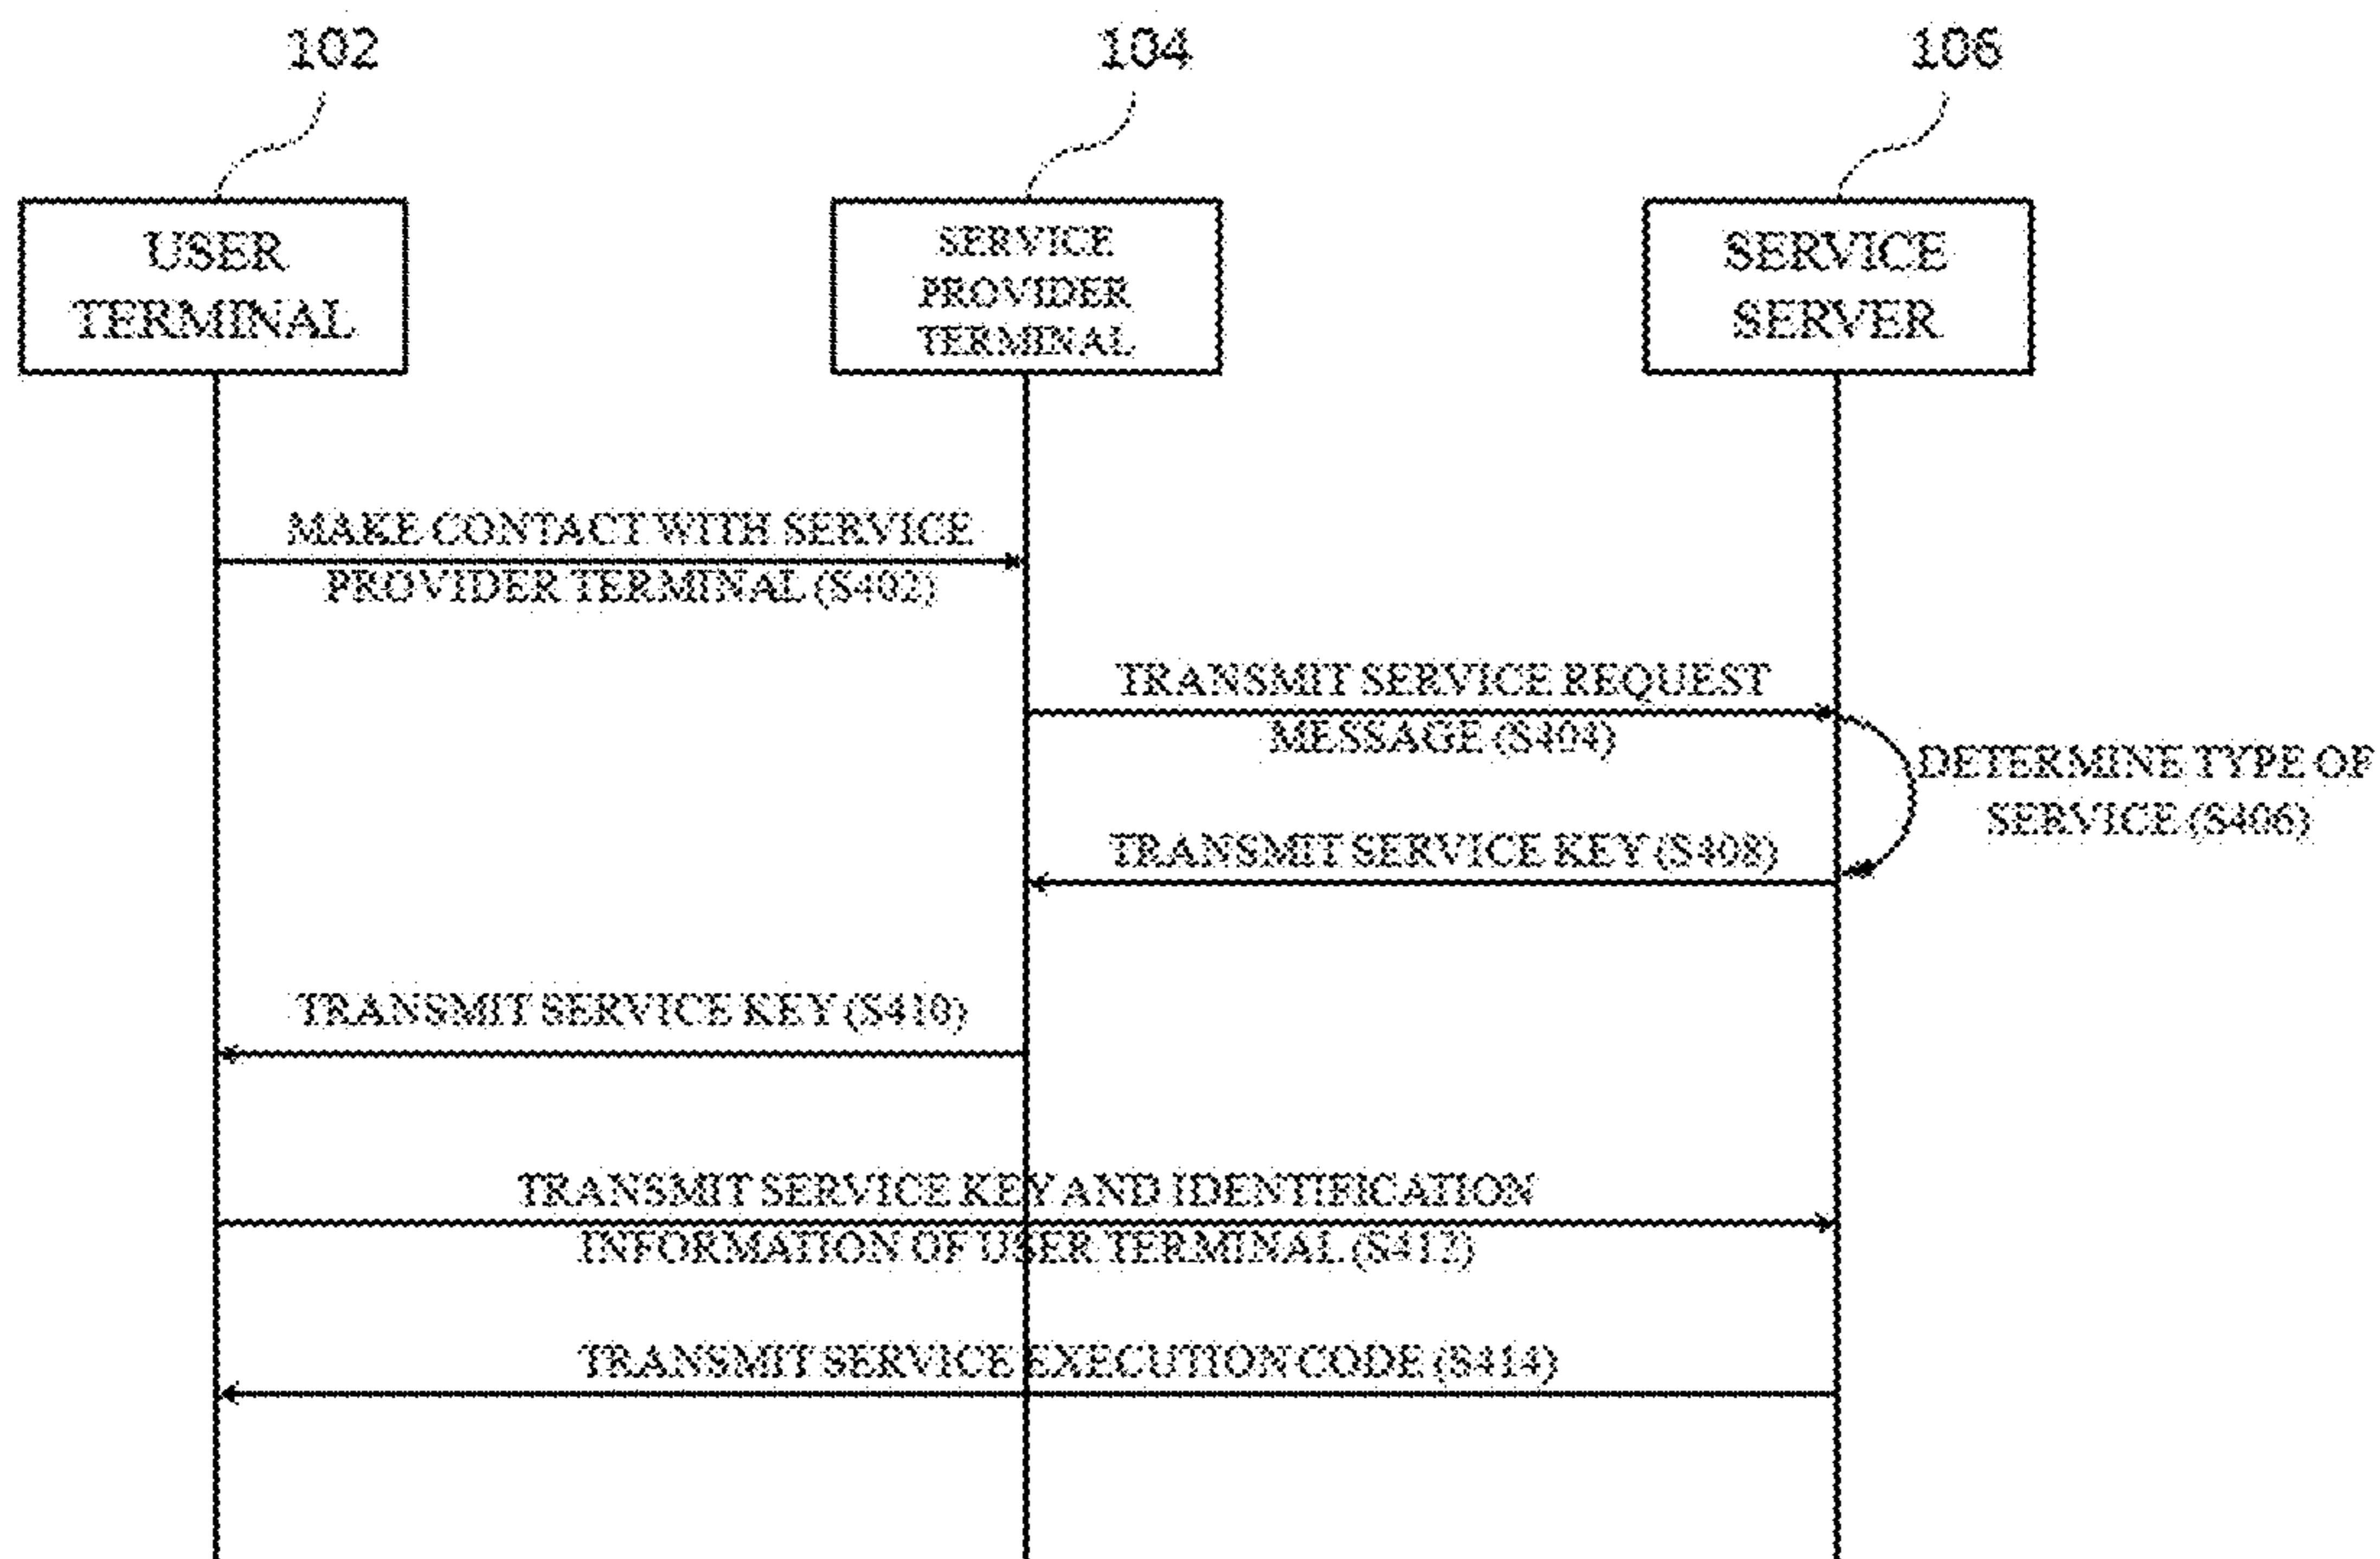 102
104
106
USER
TERMINAL
SERVICE
PROVIDER
TERMINAL
SERVICE
SERVER
MAKE CONTACT WITH SERVICE
PROVIDER TERMINAL (S402)
TRANSMIT SERVICE REQUEST
MESSAGE (S404)
DETERMINE TYPE OF
SERVICE (S406)
TRANSMIT SERVICE KEY (S408)
TRANSMIT SERVICE KEY (S410)
TRANSMIT SERVICE KEY AND IDENTIFICATION
INFORMATION OF USER TERMINAL (S412)
TRANSMIT SERVICE EXECUTION CODE (S414)